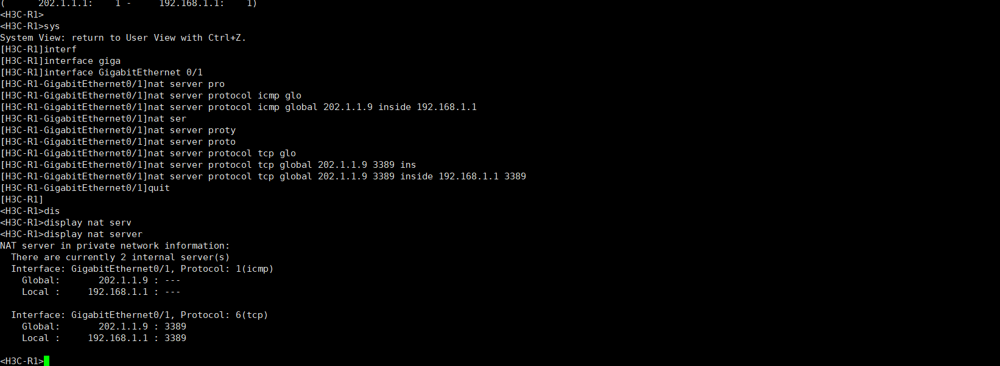 (      202.1.1.1:    1 -     192.168.1.1:    1)
<H3C-R1>
<H3C-R1>sys
System View: return to User View with Ctrl+Z.
[H3C-R1]interf
[H3C-R1]interface giga
[H3C-R1]interface GigabitEthernet 0/1
[H3C-R1-GigabitEthernet0/1]nat server pro
[H3C-R1-GigabitEthernet0/1]nat server protocol icmp glo
[H3C-R1-GigabitEthernet0/1]nat server protocol icmp global 202.1.1.9 inside 192.168.1.1
[H3C-R1-GigabitEthernet0/1]nat ser
[H3C-R1-GigabitEthernet0/1]nat server proty
[H3C-R1-GigabitEthernet0/1]nat server proto
[H3C-R1-GigabitEthernet0/1]nat server protocol tcp glo
[H3C-R1-GigabitEthernet0/1]nat server protocol tcp global 202.1.1.9 3389 ins
[H3C-R1-GigabitEthernet0/1]nat server protocol tcp global 202.1.1.9 3389 inside 192.168.1.1 3389
[H3C-R1-GigabitEthernet0/1]quit
[H3C-R1]
<H3C-R1>dis
<H3C-R1>display nat serv
<H3C-R1>display nat server
NAT server in private network information:
  There are currently 2 internal server(s)
  Interface: GigabitEthernet0/1, Protocol: 1(icmp)
    Global:       202.1.1.9 : ---
    Local :     192.168.1.1 : ---
  Interface: GigabitEthernet0/1, Protocol: 6(tcp)
    Global:       202.1.1.9 : 3389
    Local :     192.168.1.1 : 3389
<H3C-R1>